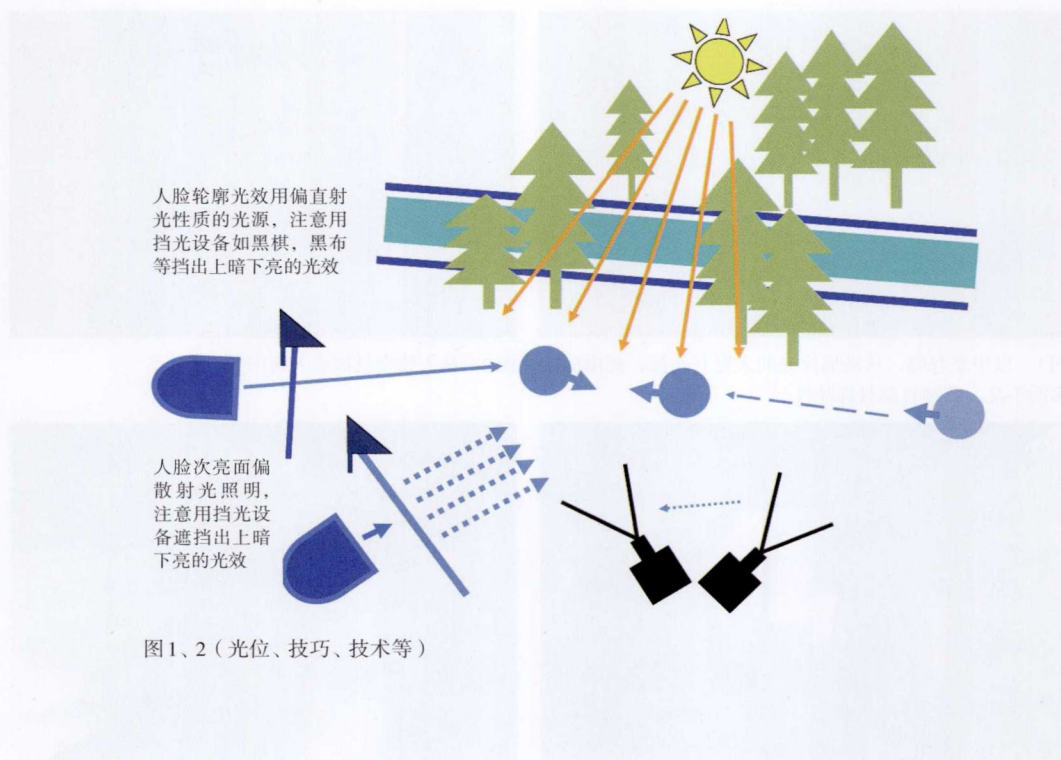 人脸轮廓光效用偏直射
光性质的光源，注意用
挡光设备如黑棋，黑布
等挡出上暗下亮的光效
人脸次亮面偏
散射光照明，
注意用挡光设
备遮挡出上暗
下亮的光效
图1、2（光位、技巧、技术等）